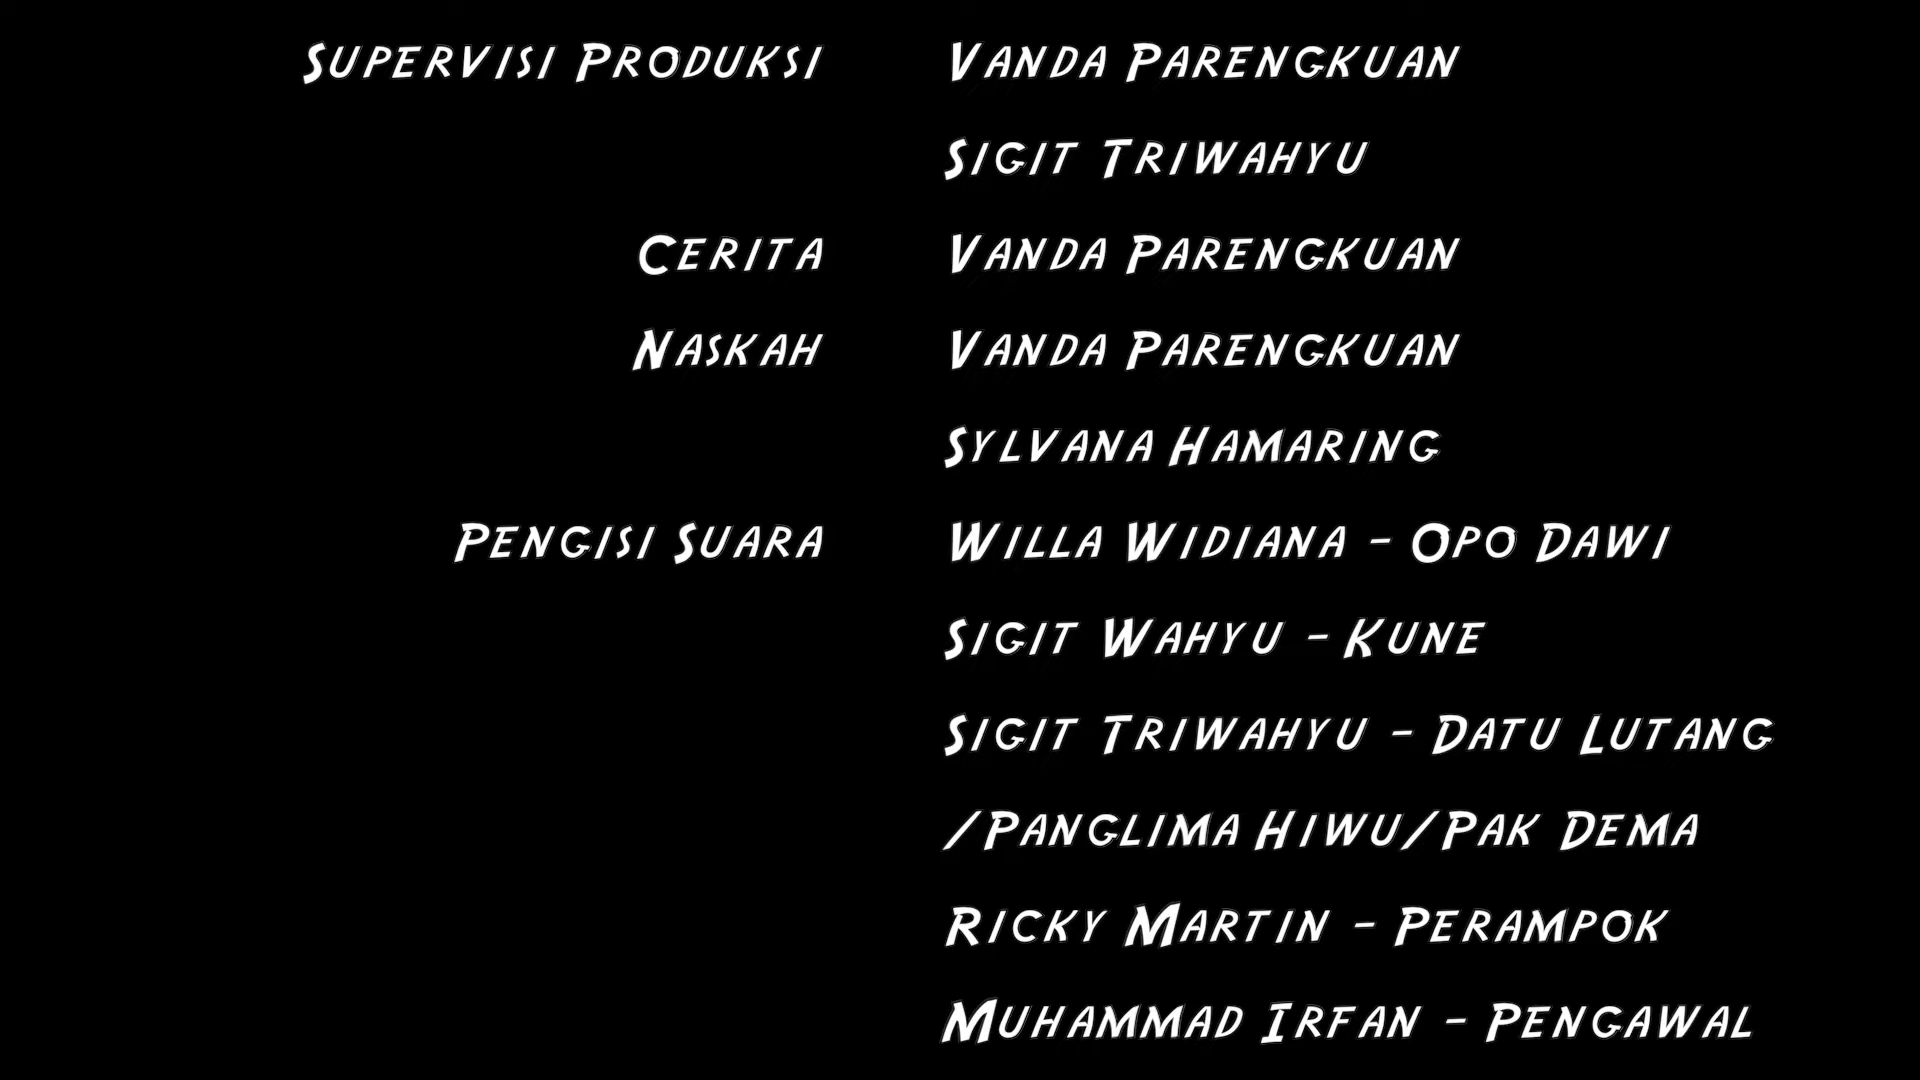 Supervisi Produksi Vanda Parengkuan
Sigit Triwahyu
Cerita Vanda Parengkuan
Naskah Vanda Parengkuan
Sylvana Hamaring
Pengisi Suara Willa Widiana - Opo Dawi
Sigit Wahyu - Kune
Sigit Triwahyu - Datu Lutang
/Panglima Hiwu/Pak Dema
Ricky Martin - Perampok
Muhammad Irfan - Pengawal